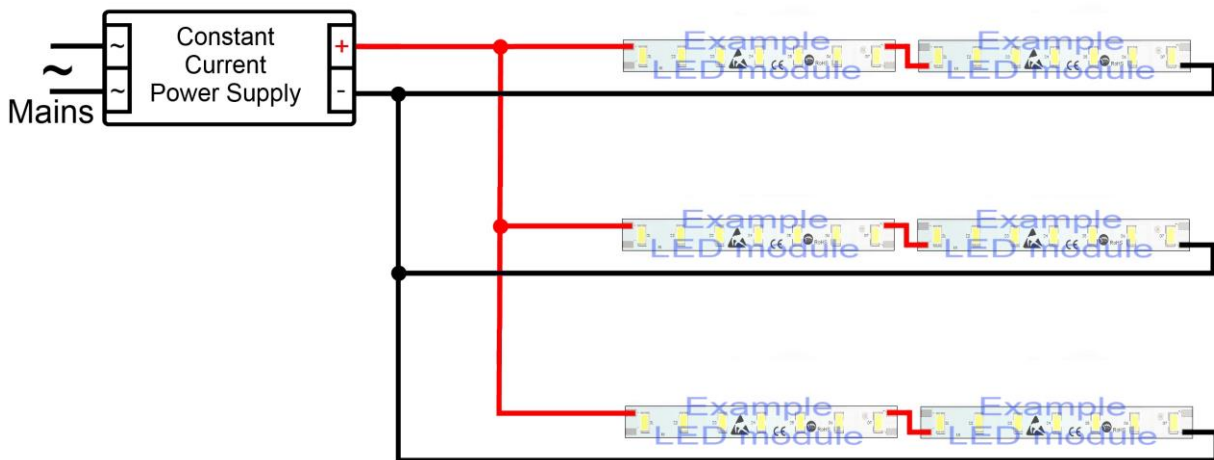 Constant
Current
Power Supply
~
~
+
-
~
Mains
Example
LED module
Example
LED module
Example
LED module
Example
LED module
Example
LED module
Example
LED module